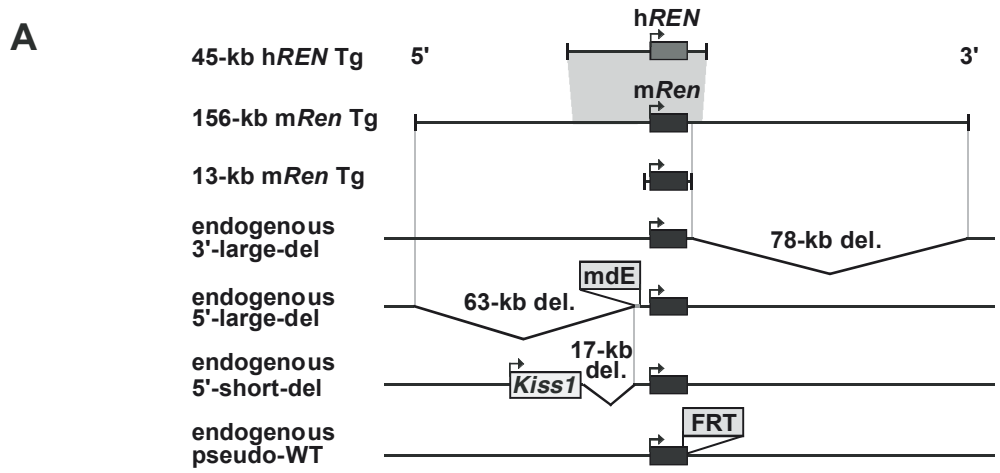 A
hREN
45-kb hREN Tg 5' 3'
mRen
156-kb mRen Tg
13-kb mRen Tg
endogenous
3'-large-del
78-kb del.
mdE
endogenous
5'-large-del
63-kb del.
17-kb
del.
endogenous
5'-short-del
Kiss1
FRT
endogenous
pseudo-WT